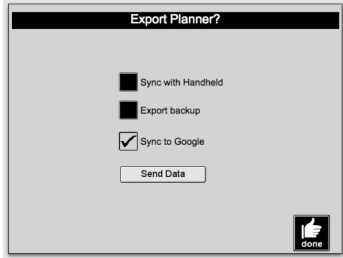 Export Planner?
Sync with Handheld
Export backup
Sync to Google
Send Data
done